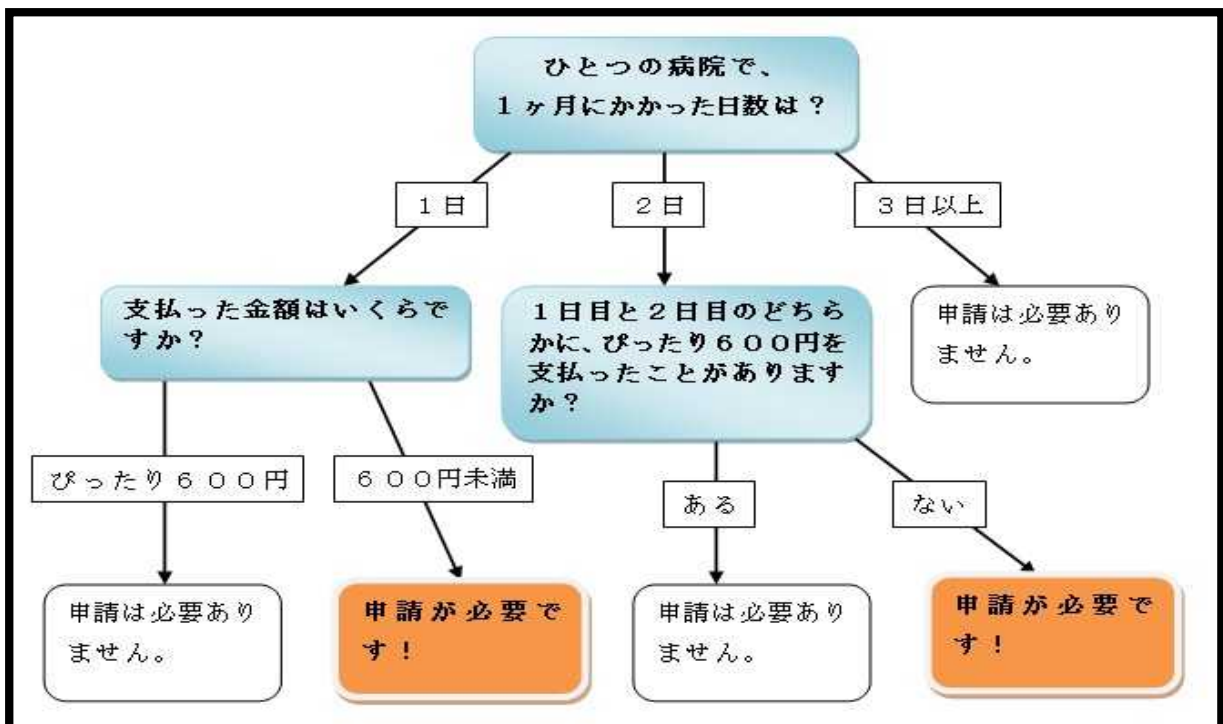 ひとつの病院で、
１ヶ月にかかった日数は？
１日
２日
３日以上
支払った金額はいくらで
すか？
１日目と２日目のどちら
かに、ぴったり６００円を
支払ったことがあります
か？
申請は必要あり
ません。
ぴったり６００円
６００円未満
ある
ない
申請は必要あり
ません。
申請が必要で
す！
申請は必要あり
ません。
申請が必要で
す！